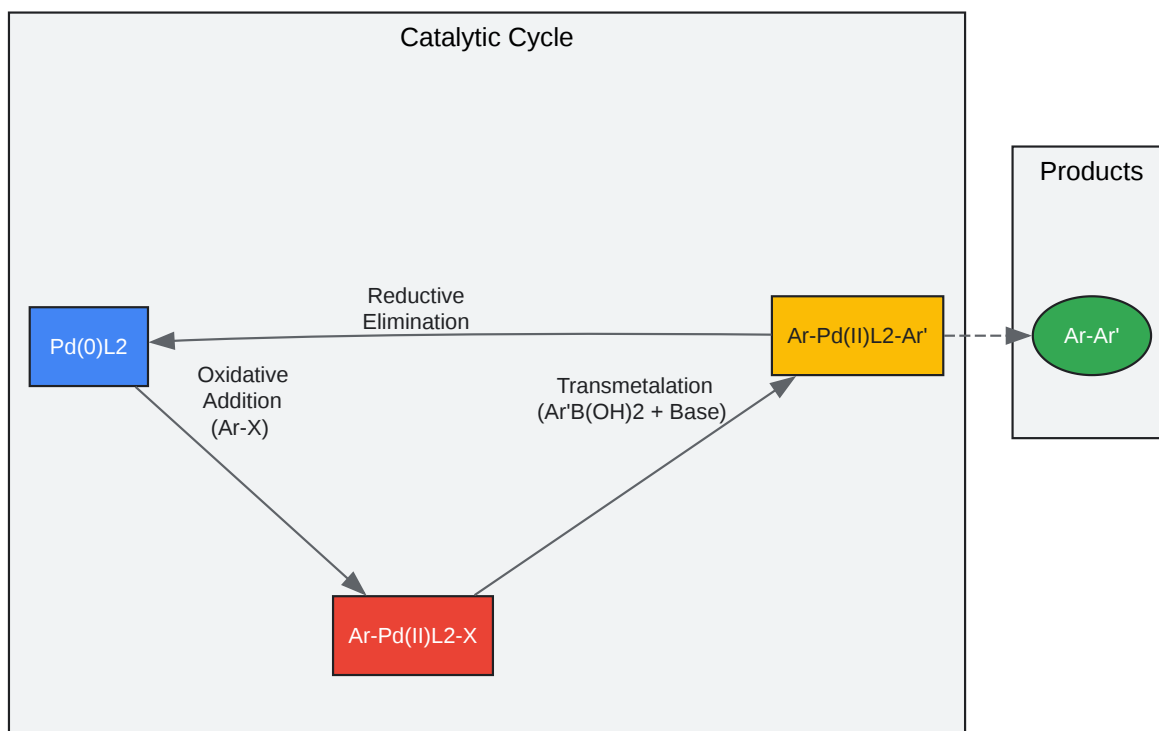 Catalytic Cycle
Products
Reductive
Elimination
Pd(0)L2
Ar-Pd(II)L2-Ar'
Ar-Ar'
Oxidative
Addition
(Ar-X)
Transmetalation
(Ar'B(OH)2 + Base)
Ar-Pd(II)L2-X